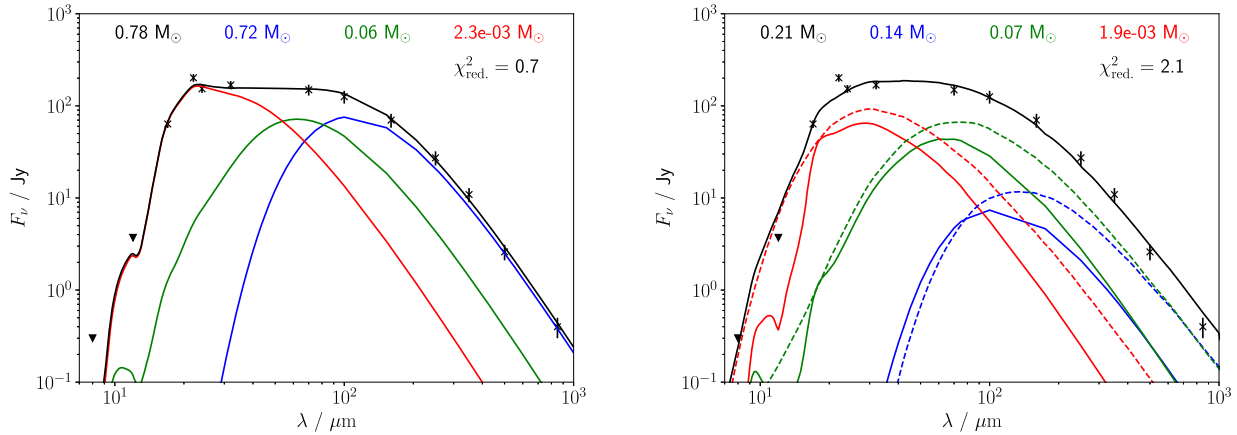 0.78 M⊙ 0.72 M⊙ 0.06 M⊙ 2.3e-03 M⊙
χ²red. = 0.7
10³
10²
10¹
10⁰
10⁻¹
Fν / Jy
10¹ 10² 10³
λ / μm
0.21 M⊙ 0.14 M⊙ 0.07 M⊙ 1.9e-03 M⊙
χ²red. = 2.1
10³
10²
10¹
10⁰
10⁻¹
Fν / Jy
10¹ 10² 10³
λ / μm